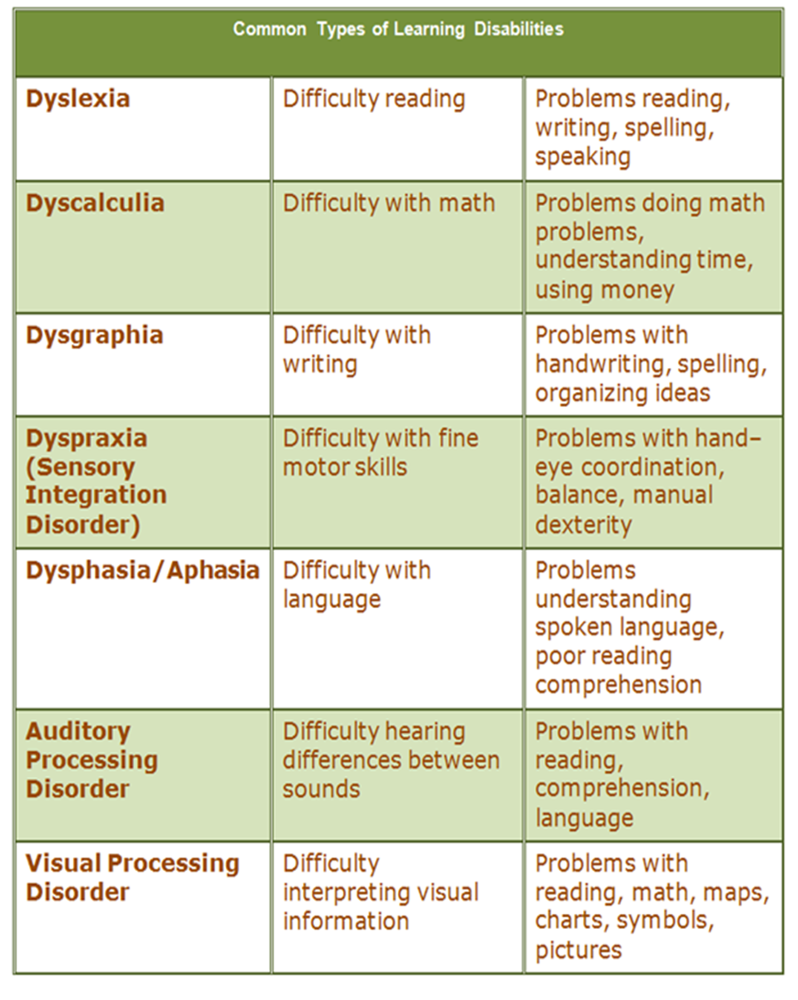 Common Types of Learning Disabilities
Dyslexia
Difficulty reading
Problems reading,
writing, spelling,
speaking
Dyscalculia
Difficulty with math
Problems doing math
problems,
understanding time,
using money
Dysgraphia
Difficulty with
writing
Problems with
handwriting, spelling,
organizing ideas
Dyspraxia
(Sensory
Integration
Disorder)
Difficulty with fine
motor skills
Problems with hand–
eye coordination,
balance, manual
dexterity
Dysphasia/Aphasia
Difficulty with
language
Problems
understanding
spoken language,
poor reading
comprehension
Auditory
Processing
Disorder
Difficulty hearing
differences between
sounds
Problems with
reading,
comprehension,
language
Visual Processing
Disorder
Difficulty
interpreting visual
information
Problems with
reading, math, maps,
charts, symbols,
pictures